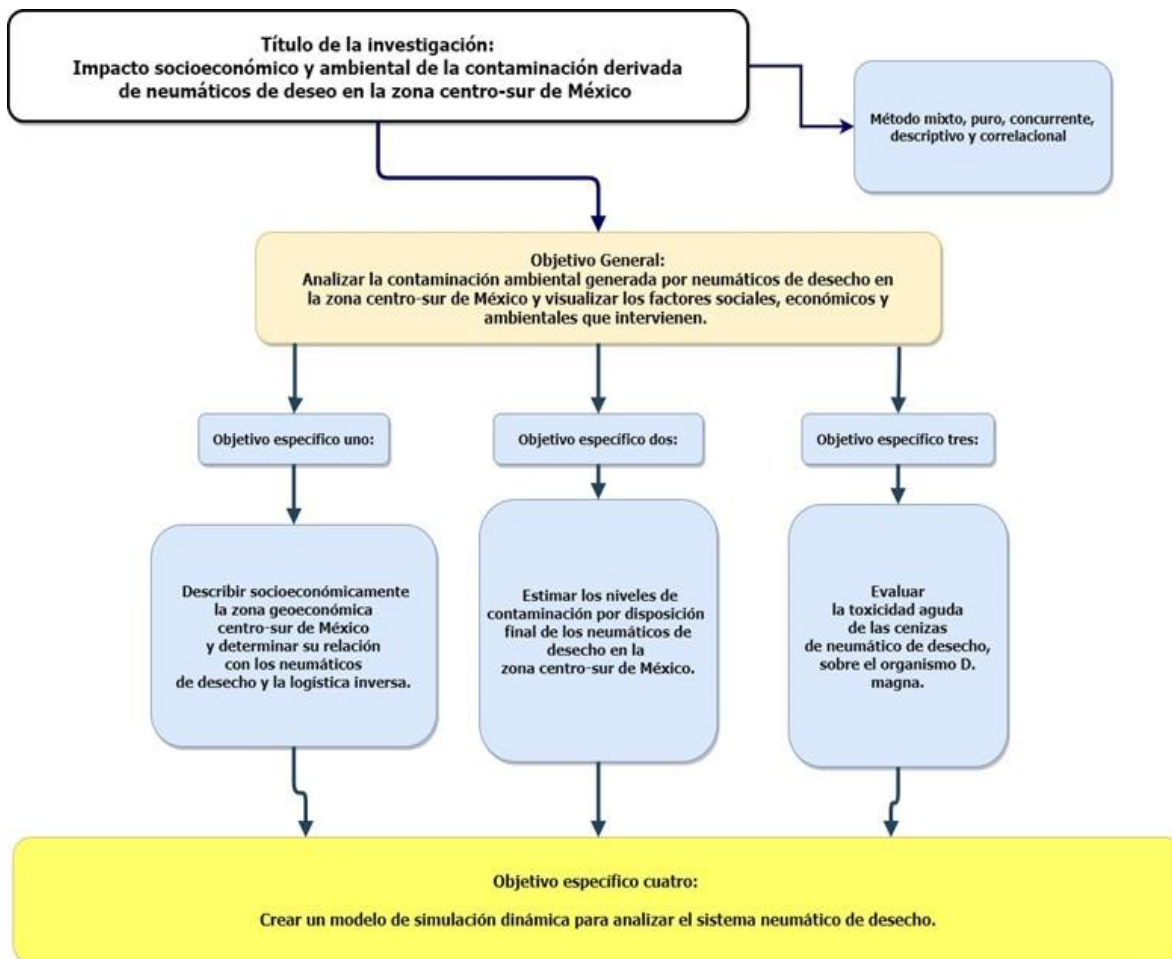 Título de la investigación:
Impacto socioeconómico y ambiental de la contaminación derivada
de neumáticos de deseo en la zona centro-sur de México
Método mixto, puro, concurrente,
descriptivo y correlacional
Objetivo General:
Analizar la contaminación ambiental generada por neumáticos de desecho en
la zona centro-sur de México y visualizar los factores sociales, económicos y
ambientales que intervienen.
Objetivo específico uno:
Objetivo específico dos:
Objetivo específico tres:
Describir socioeconómicamente
la zona geoeconómica
centro-sur de México
y determinar su relación
con los neumáticos
de desecho y la logística inversa.
Estimar los niveles de
contaminación por disposición
final de los neumáticos de
desecho en la
zona centro-sur de México.
Evaluar
la toxicidad aguda
de las cenizas
de neumático de desecho,
sobre el organismo D.
magna.
Objetivo específico cuatro:
Crear un modelo de simulación dinámica para analizar el sistema neumático de desecho.